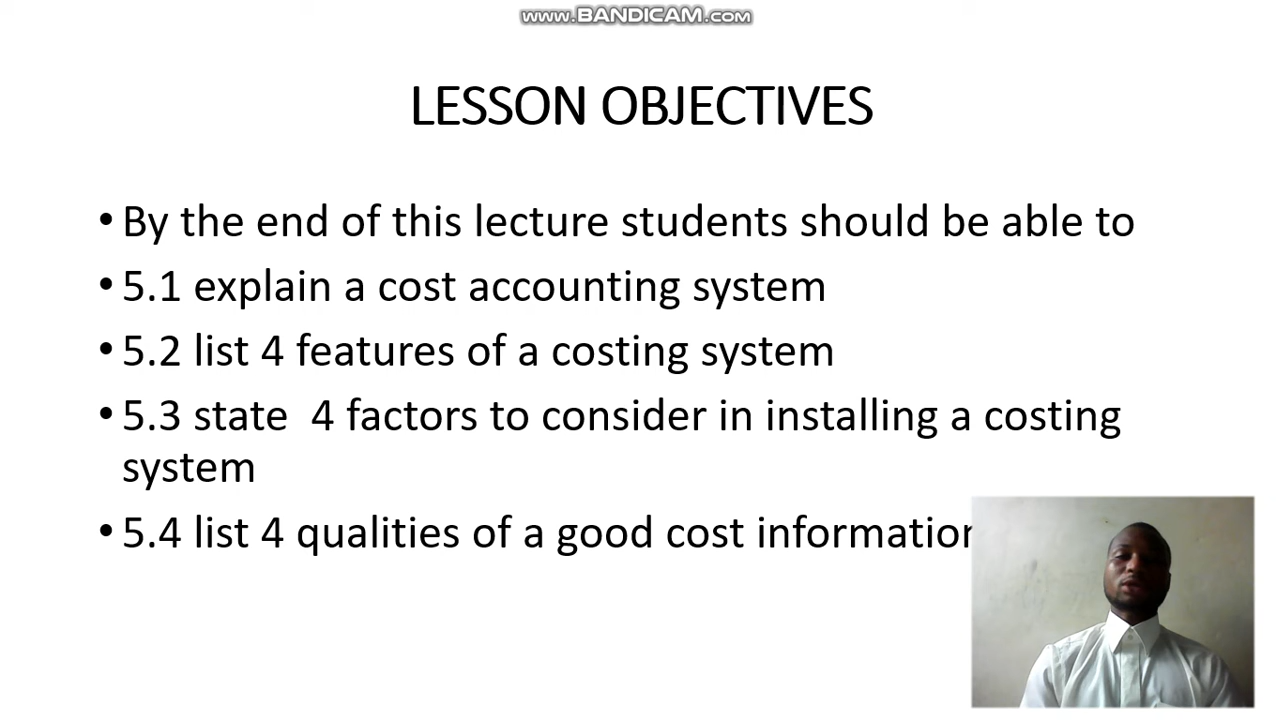 www.BANDICAM.com
LESSON OBJECTIVES
• By the end of this lecture students should be able to
• 5.1 explain a cost accounting system
• 5.2 list 4 features of a costing system
• 5.3 state 4 factors to consider in installing a costing
system
• 5.4 list 4 qualities of a good cost information